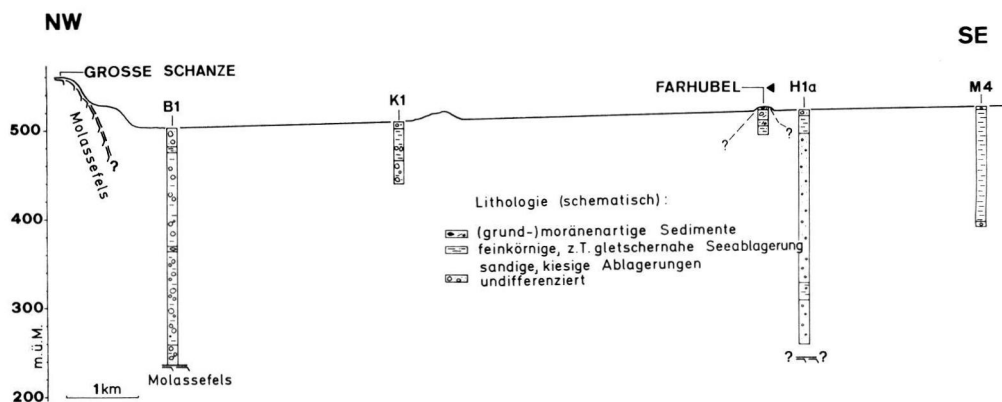 NW
SE
GROSSE SCHANZE
B1
K1
FARHUBEL
H1a
M4
Molassefels
?
?
?
500
400
300
200
m.ü.M.
Lithologie (schematisch) :
(grund-)moränenartige Sedimente
feinkörnige, z.T. gletschernahe Seeablagerung
sandige, kiesige Ablagerungen
undifferenziert
? ?
Molassefels
1km